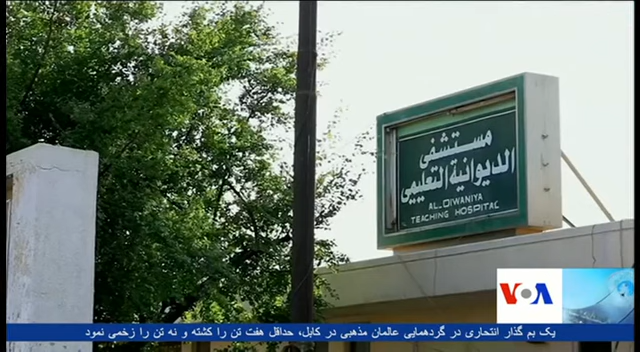 مستشفى
الديوانية التعليمي
AL-DIWANIYA
TEACHING HOSPITAL
VOA
یک بم گذار انتحاری در گردهمایی عالمان مذهبی در کابل، حداقل هفت تن را کشته و نه تن را زخمی نمود